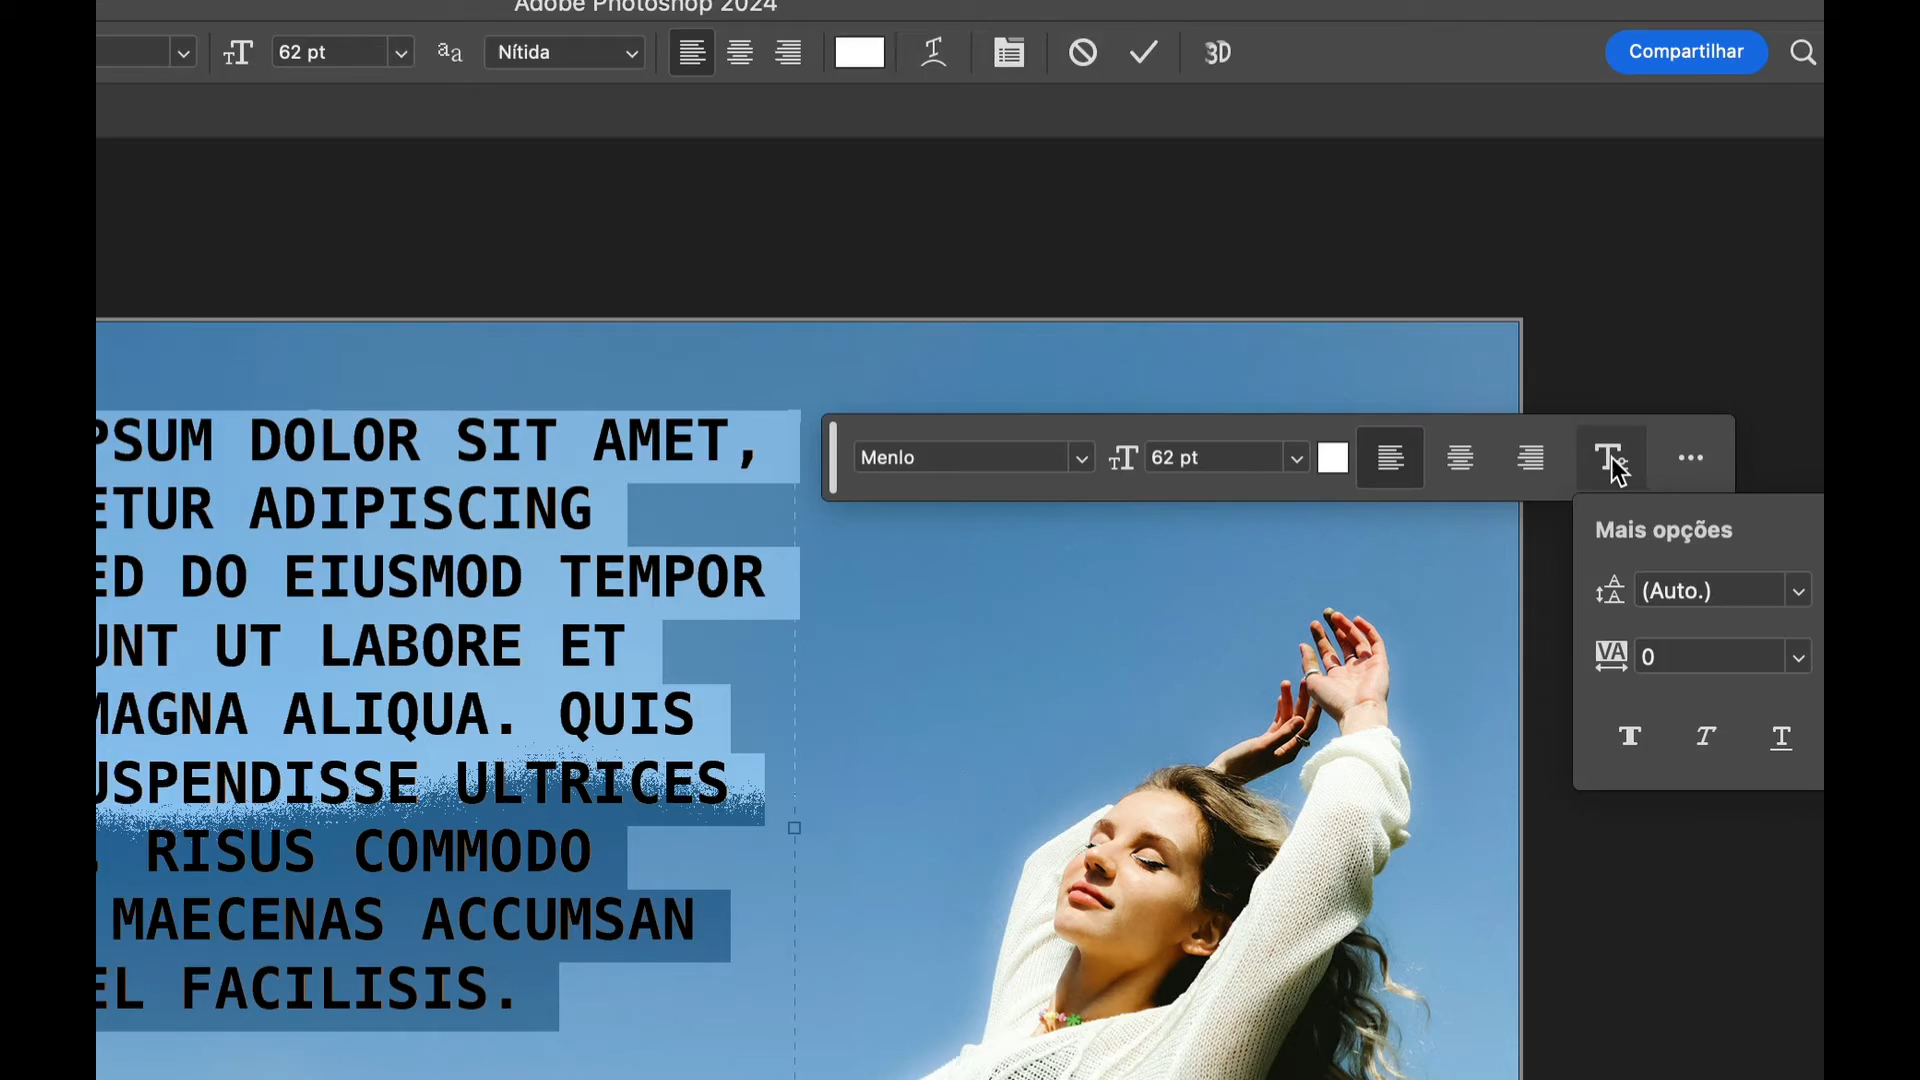 Adobe Photoshop 2024
62 pt
Nítida
3D
Compartilhar
PSUM DOLOR SIT AMET,
ETUR ADIPISCING
ED DO EIUSMOD TEMPOR
UNT UT LABORE ET
MAGNA ALIQUA. QUIS
USPENDISSE ULTRICES
. RISUS COMMODO
MAECENAS ACCUMSAN
EL FACILISIS.
Menlo
62 pt
Mais opções
(Auto.)
0